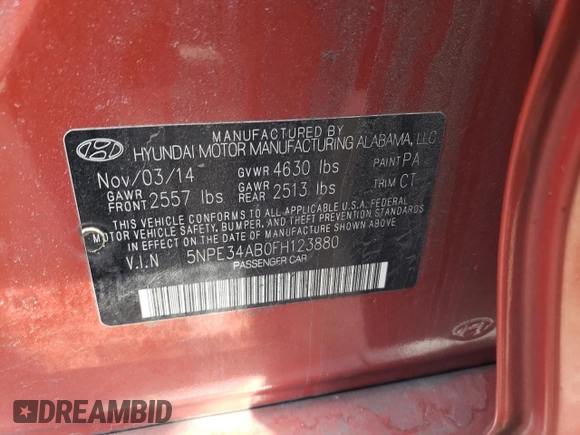 MANUFACTURED BY
HYUNDAI MOTOR MANUFACTURING ALABAMA, LLC
Nov/03/14 GVWR 4630 lbs PAINT PA
GAWR FRONT 2557 lbs GAWR REAR 2513 lbs TRIM CT
THIS VEHICLE CONFORMS TO ALL APPLICABLE U.S.A. FEDERAL
MOTOR VEHICLE SAFETY, BUMPER, AND THEFT PREVENTION STANDARDS
IN EFFECT ON THE DATE OF MANUFACTURE SHOWN ABOVE.
V.I.N 5NPE34AB0FH123880
PASSENGER CAR
DREAMBID